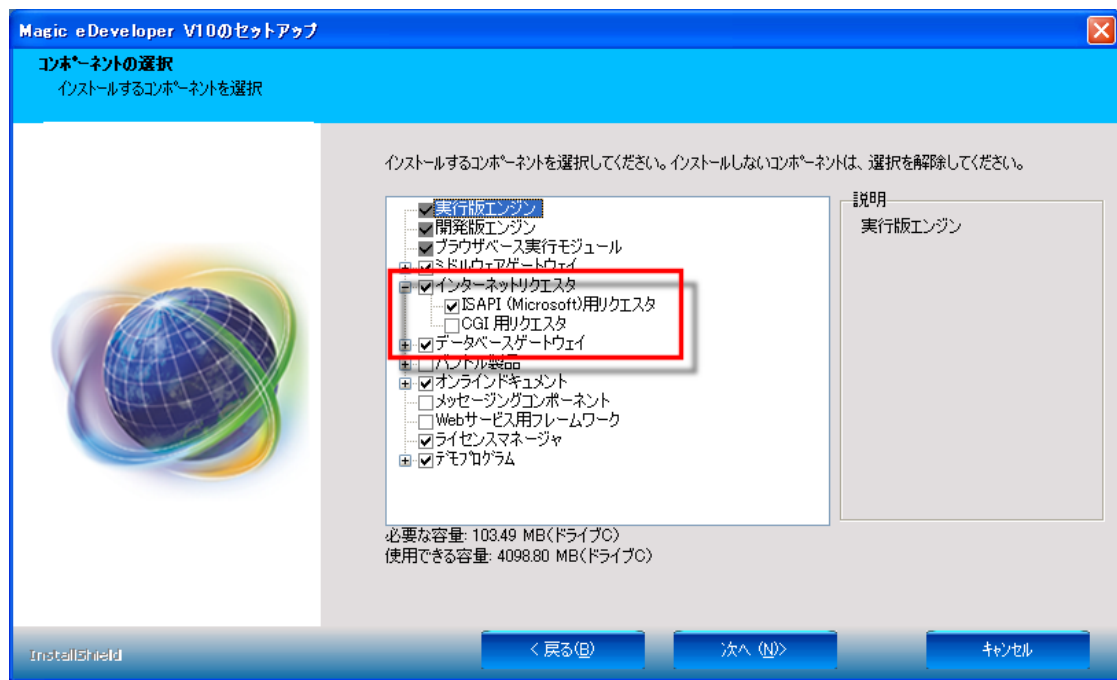 Magic eDeveloper V10のセットアップ
コンポーネントの選択
インストールするコンポーネントを選択
インストールするコンポーネントを選択してください。インストールしないコンポーネントは、選択を解除してください。
実行版エンジン
開発版エンジン
ブラウザベース実行モジュール
ミドルウェアゲートウェイ
インターネットリクエスタ
ISAPI (Microsoft)用リクエスタ
CGI 用リクエスタ
データベースゲートウェイ
バンドル製品
オンラインドキュメント
メッセージングコンポーネント
Webサービス用フレームワーク
ライセンスマネージャ
デモプログラム
説明
実行版エンジン
必要な容量: 103.49 MB(ドライブC)
使用できる容量: 4098.80 MB(ドライブC)
InstallShield
< 戻る(B)
次へ (N)>
キャンセル